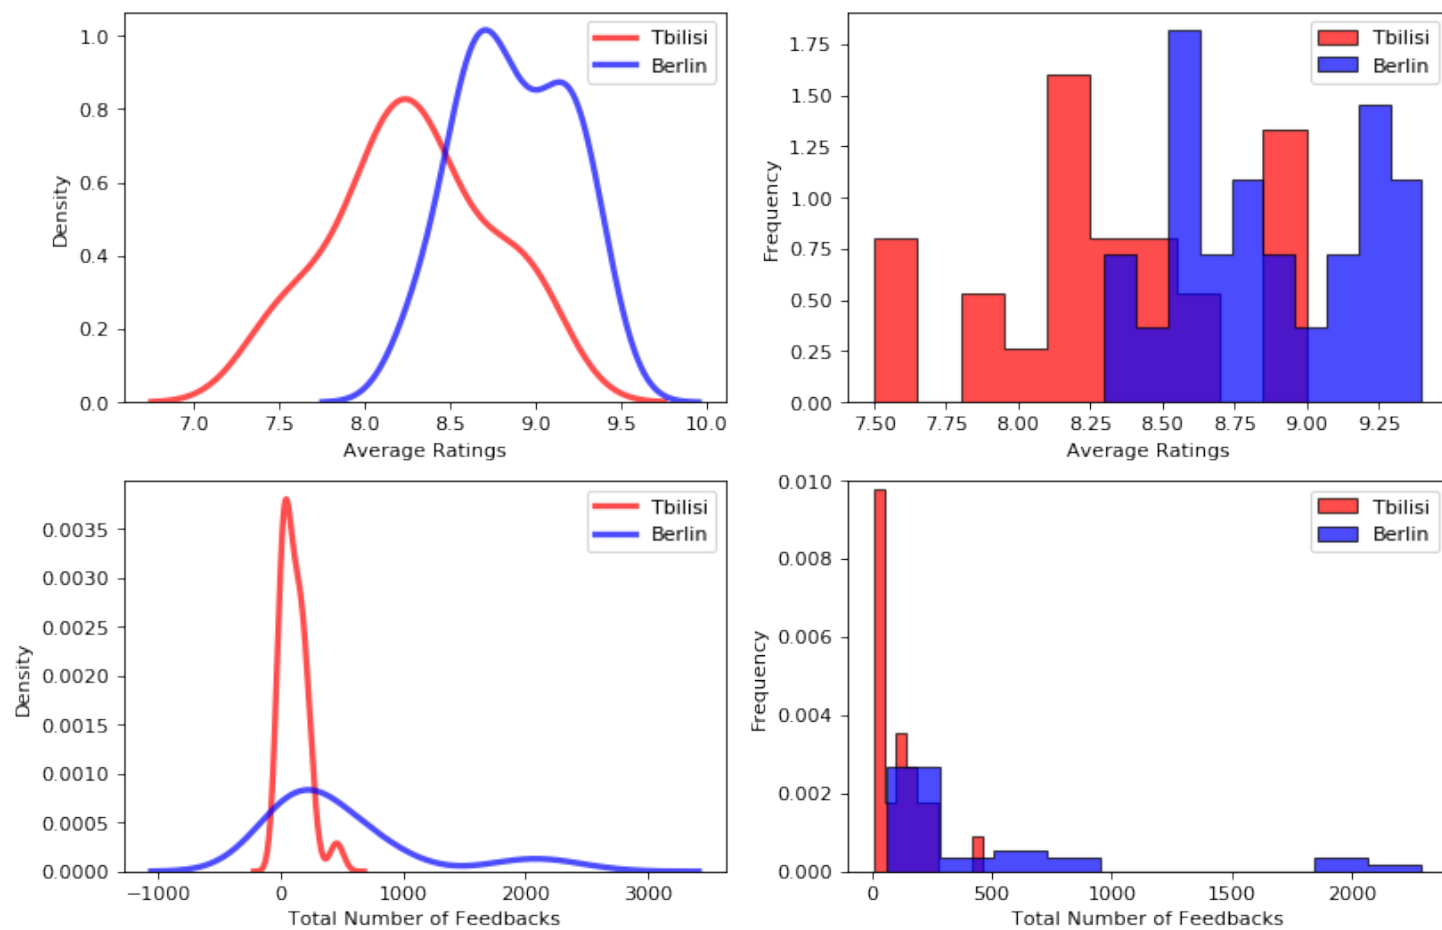 Tbilisi
Berlin
1.0
0.8
0.6
0.4
0.2
0.0
Density
7.0 7.5 8.0 8.5 9.0 9.5 10.0
Average Ratings
Tbilisi
Berlin
1.75
1.50
1.25
1.00
0.75
0.50
0.25
0.00
Frequency
7.50 7.75 8.00 8.25 8.50 8.75 9.00 9.25
Average Ratings
Tbilisi
Berlin
0.0035
0.0030
0.0025
0.0020
0.0015
0.0010
0.0005
0.0000
Density
−1000 0 1000 2000 3000
Total Number of Feedbacks
Tbilisi
Berlin
0.010
0.008
0.006
0.004
0.002
0.000
Frequency
0 500 1000 1500 2000
Total Number of Feedbacks